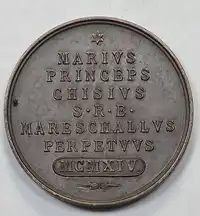 MARIVS
PRINCEPS
CHISIVS
S·R·E
MARESCHALLVS
PERPETVVS
MCMXIV